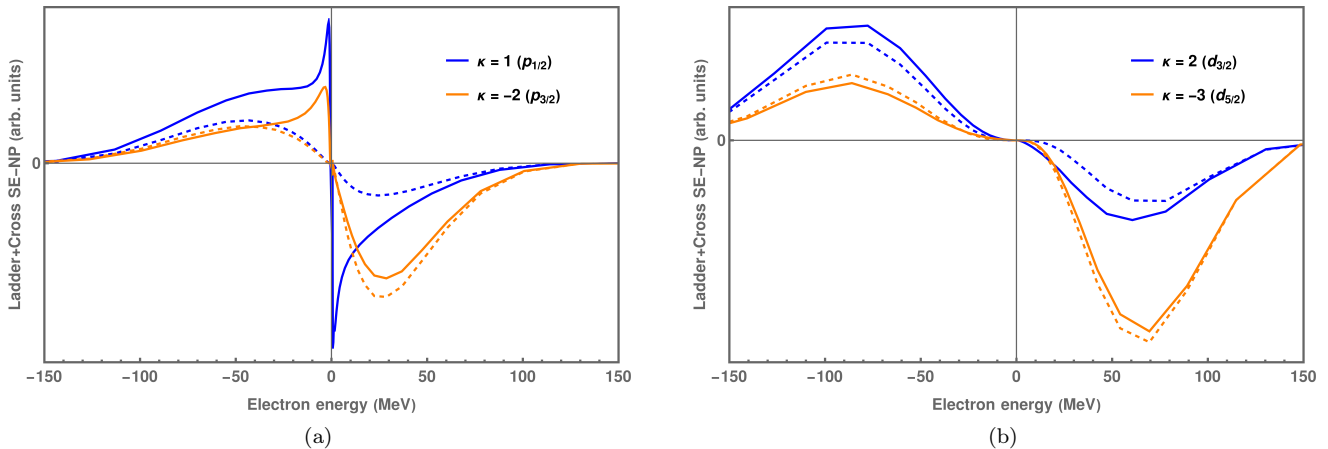 Ladder+Cross SE−NP (arb. units)
0
κ = 1 (p1/2)
κ = −2 (p3/2)
−150 −100 −50 0 50 100 150
Electron energy (MeV)
(a)
Ladder+Cross SE−NP (arb. units)
0
κ = 2 (d3/2)
κ = −3 (d5/2)
−150 −100 −50 0 50 100 150
Electron energy (MeV)
(b)